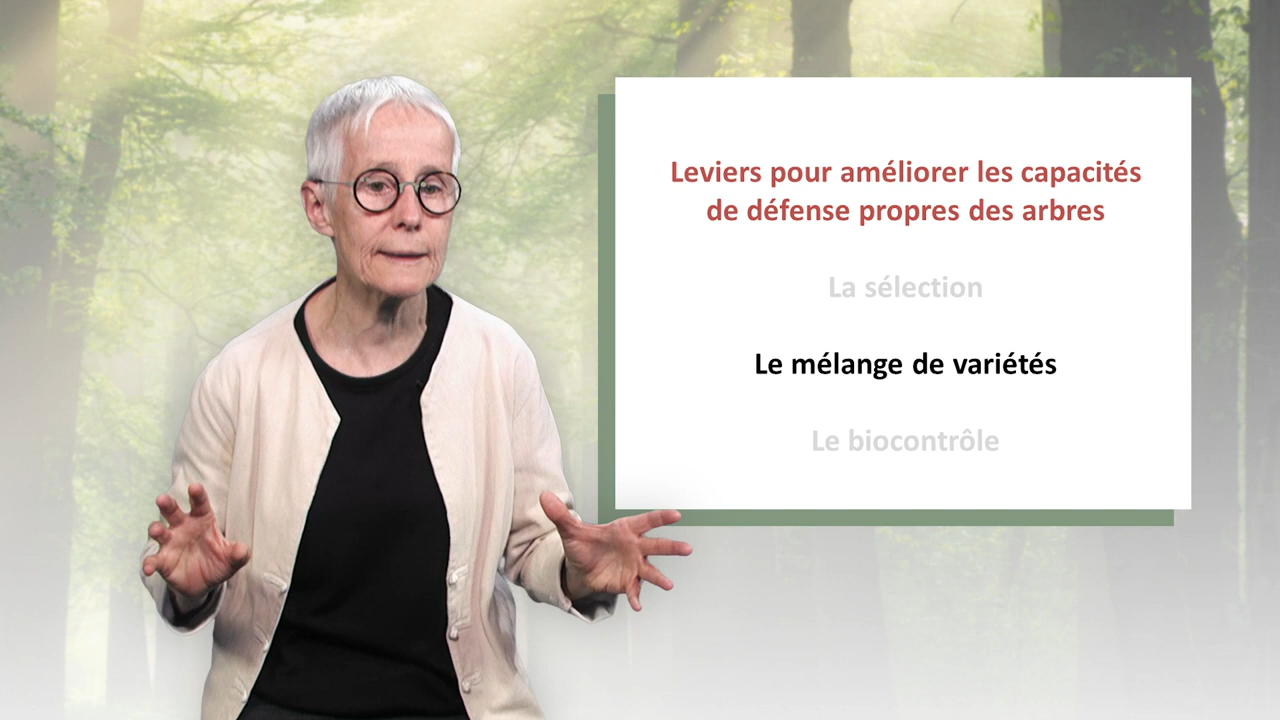 Leviers pour améliorer les capacités
de défense propres des arbres
La sélection
Le mélange de variétés
Le biocontrôle